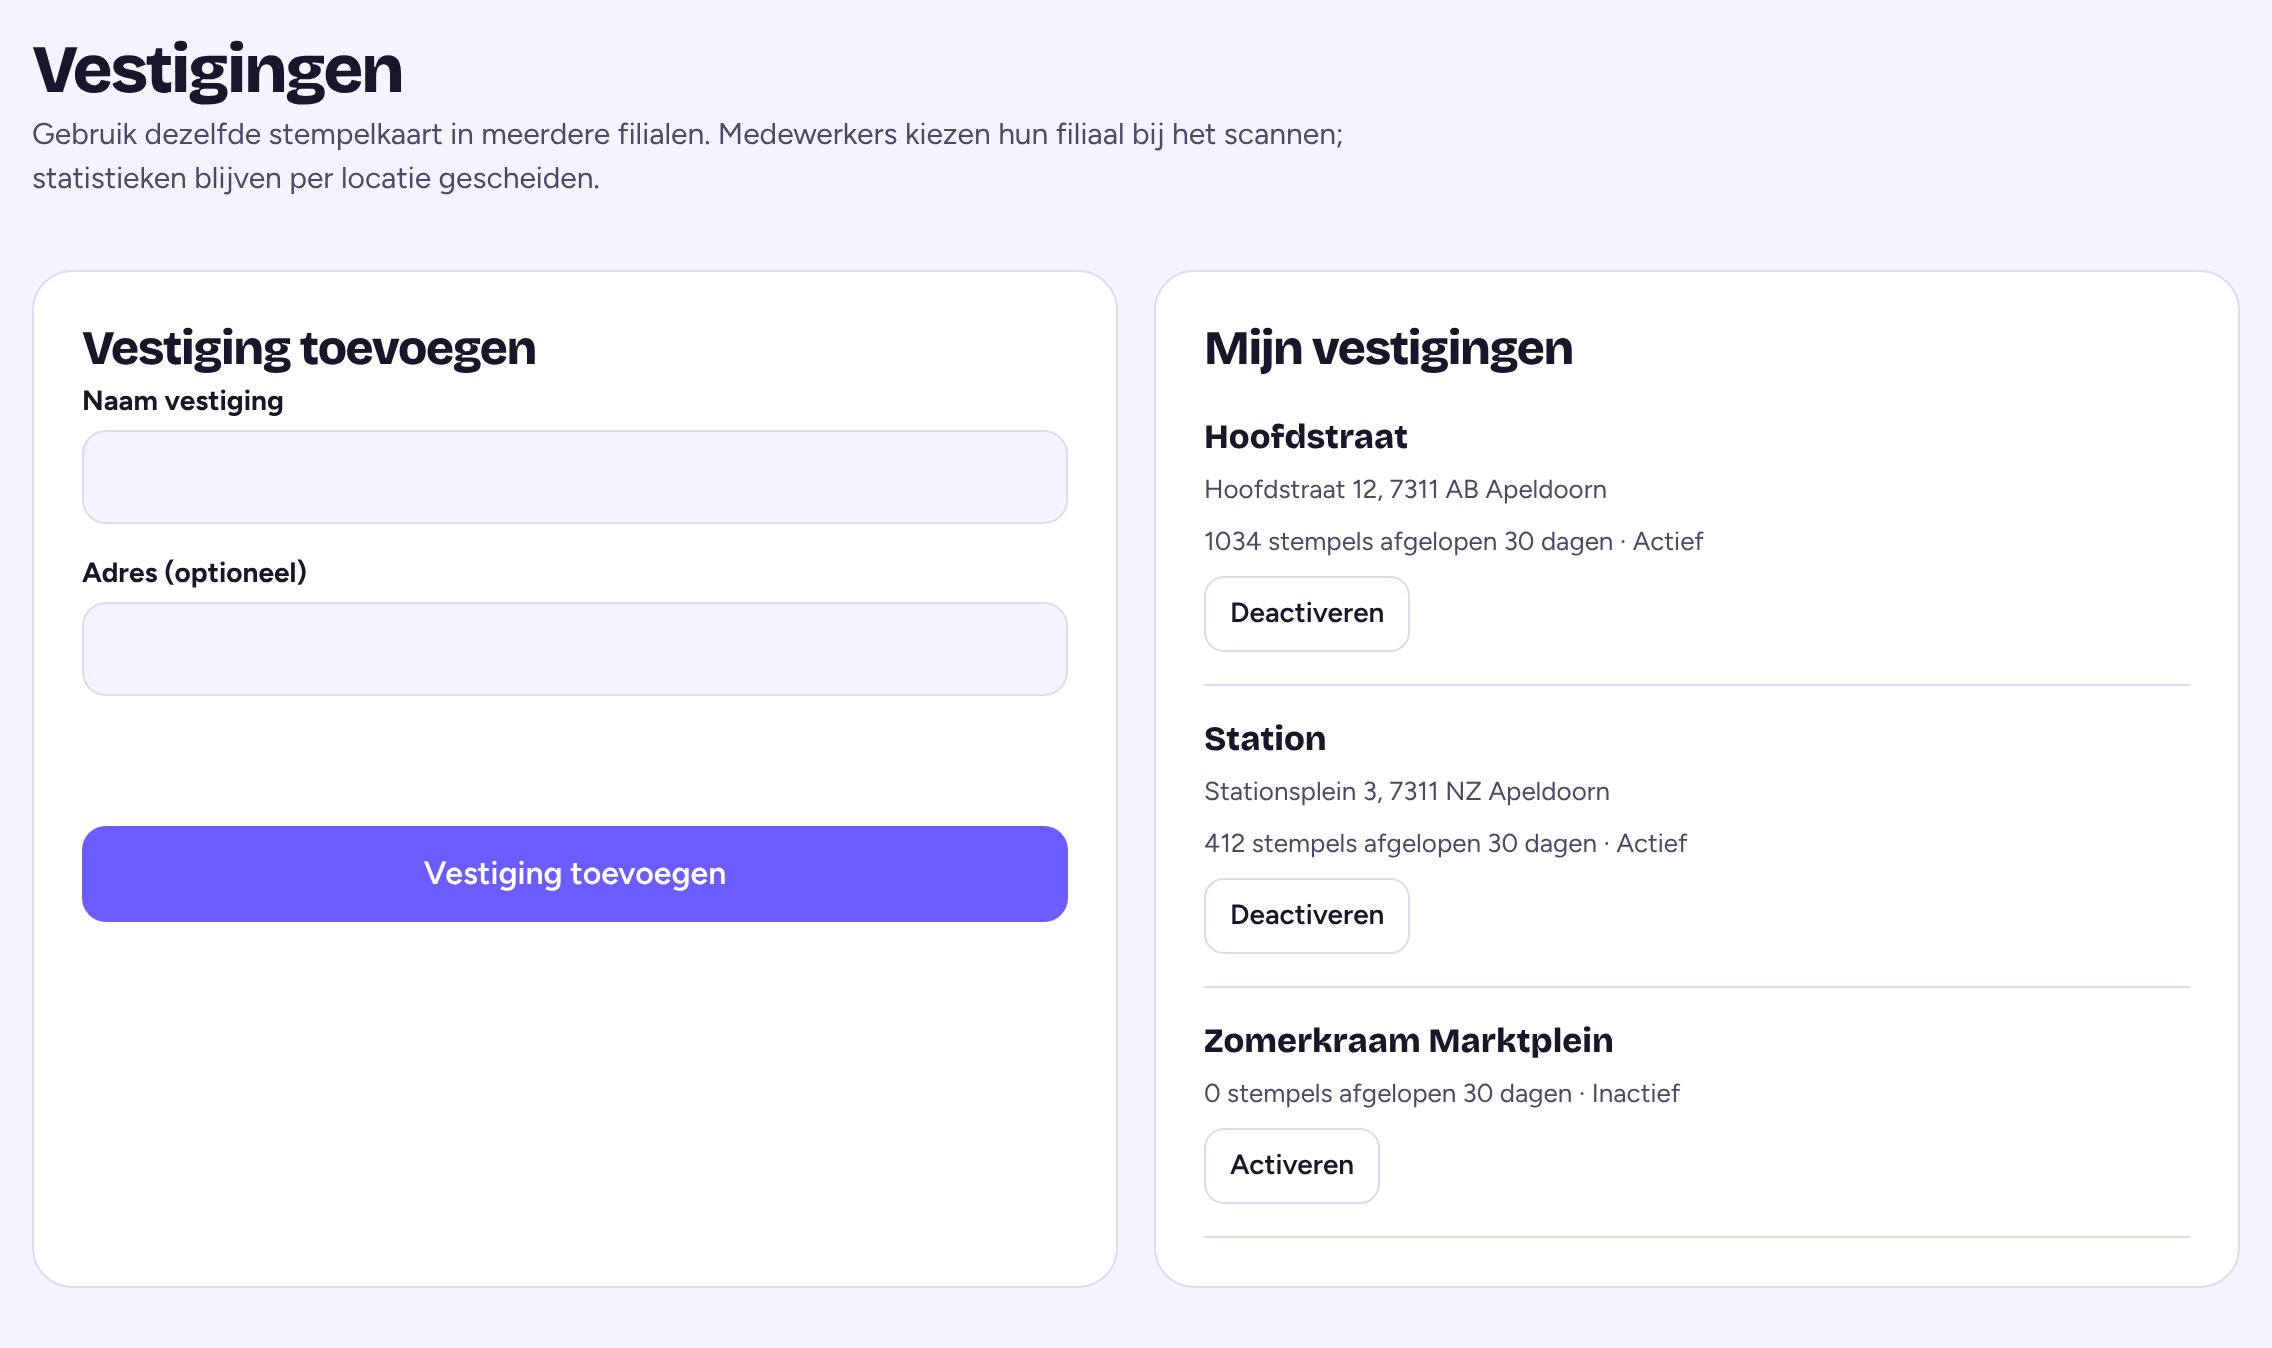 Vestigingen
Gebruik dezelfde stempelkaart in meerdere filialen. Medewerkers kiezen hun filiaal bij het scannen;
statistieken blijven per locatie gescheiden.
Vestiging toevoegen
Naam vestiging
Adres (optioneel)
Vestiging toevoegen
Mijn vestigingen
Hoofdstraat
Hoofdstraat 12, 7311 AB Apeldoorn
1034 stempels afgelopen 30 dagen · Actief
Deactiveren
Station
Stationsplein 3, 7311 NZ Apeldoorn
412 stempels afgelopen 30 dagen · Actief
Deactiveren
Zomerkraam Marktplein
0 stempels afgelopen 30 dagen · Inactief
Activeren